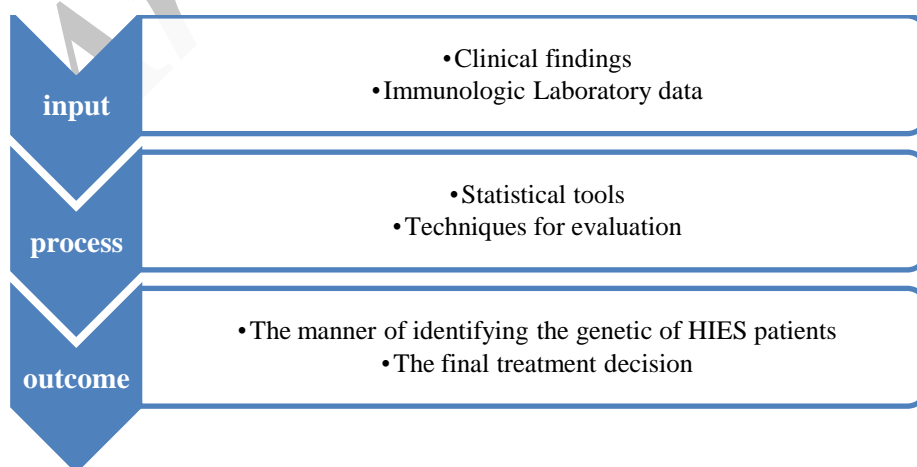 input
•Clinical findings
•Immunologic Laboratory data
process
•Statistical tools
•Techniques for evaluation
outcome
•The manner of identifying the genetic of HIES patients
•The final treatment decision